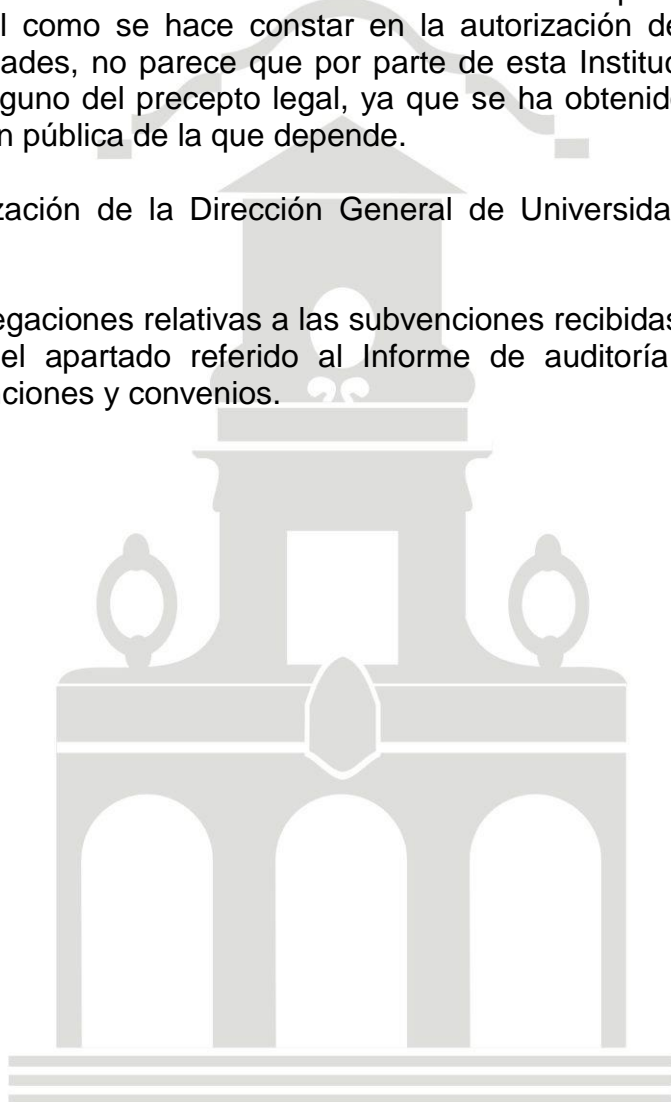 l como se hace constar en la autorización de
ades, no parece que por parte de esta Instituc
guno del precepto legal, ya que se ha obtenid
n pública de la que depende.
zación de la Dirección General de Universida
egaciones relativas a las subvenciones recibidas
el apartado referido al Informe de auditoría
ciones y convenios.